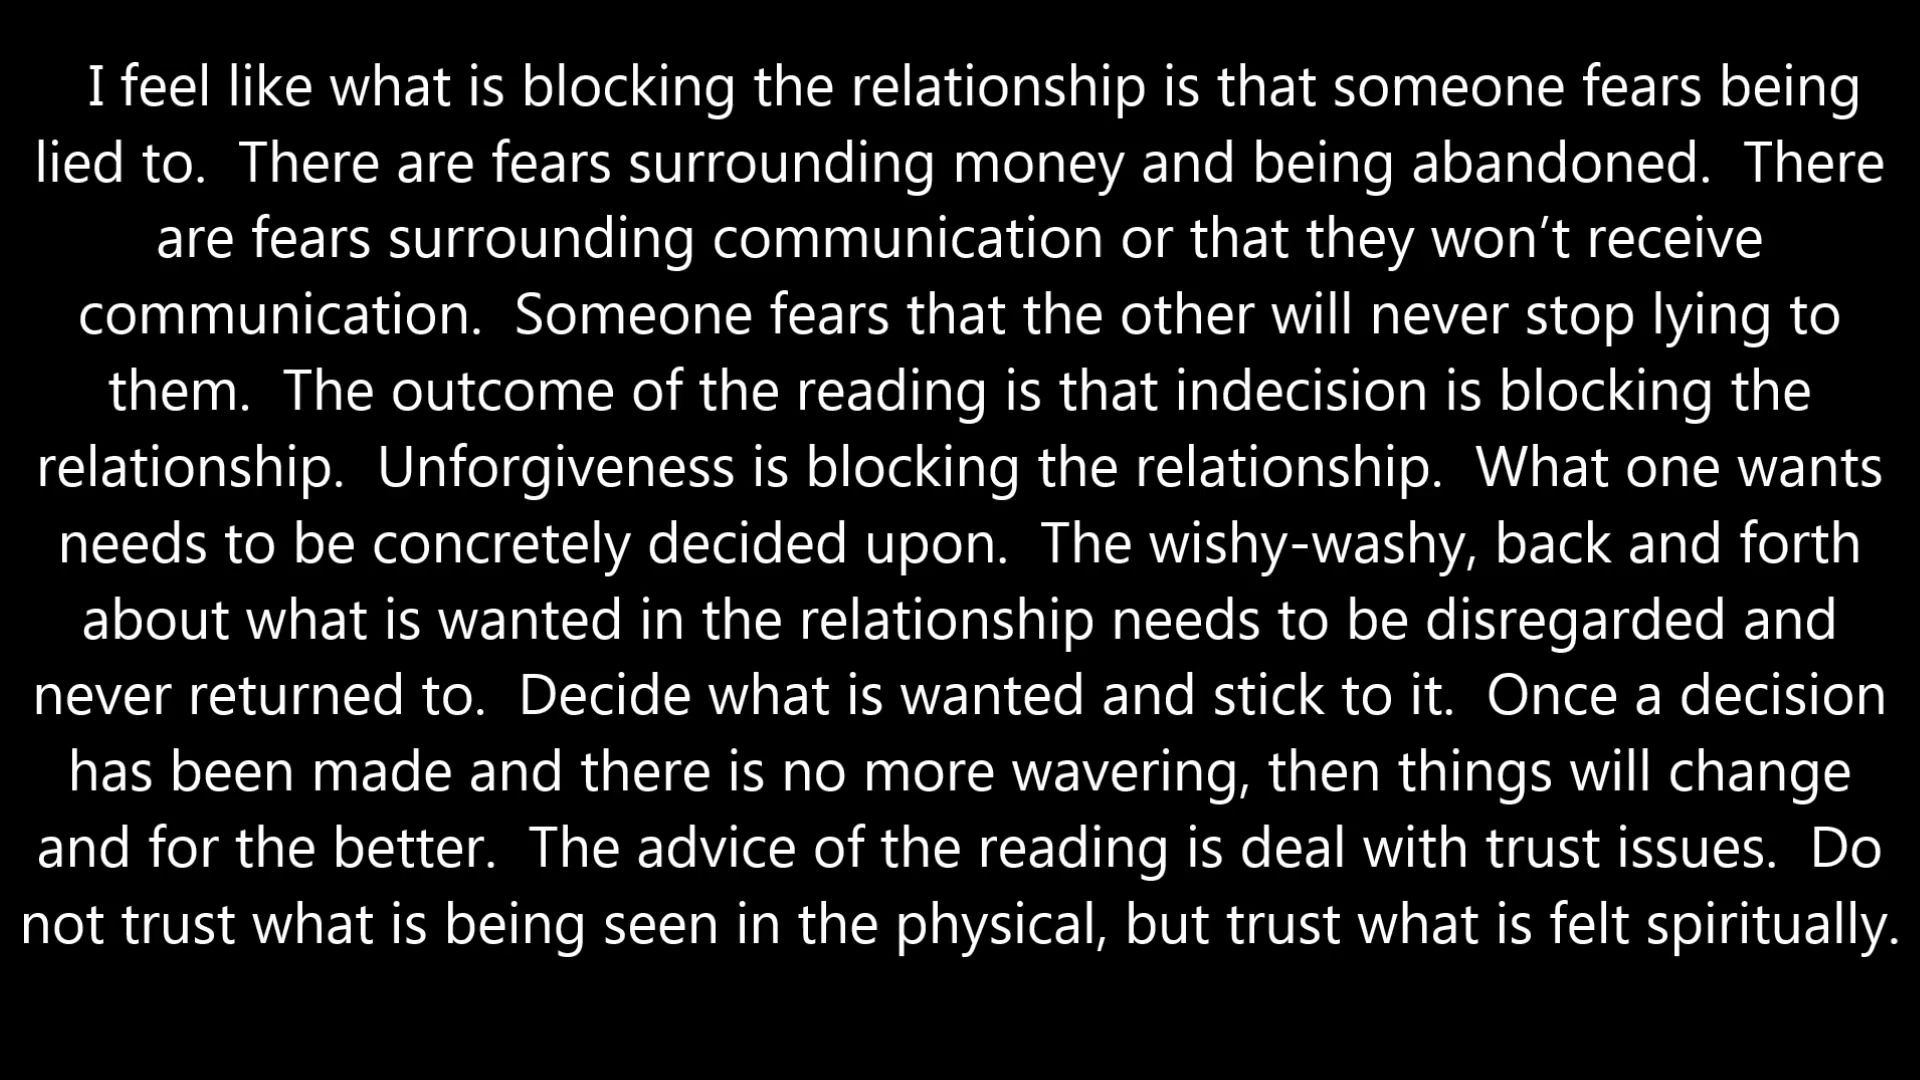 I feel like what is blocking the relationship is that someone fears being
lied to.  There are fears surrounding money and being abandoned.  There
are fears surrounding communication or that they won’t receive
communication.  Someone fears that the other will never stop lying to
them.  The outcome of the reading is that indecision is blocking the
relationship.  Unforgiveness is blocking the relationship.  What one wants
needs to be concretely decided upon.  The wishy-washy, back and forth
about what is wanted in the relationship needs to be disregarded and
never returned to.  Decide what is wanted and stick to it.  Once a decision
has been made and there is no more wavering, then things will change
and for the better.  The advice of the reading is deal with trust issues.  Do
not trust what is being seen in the physical, but trust what is felt spiritually.